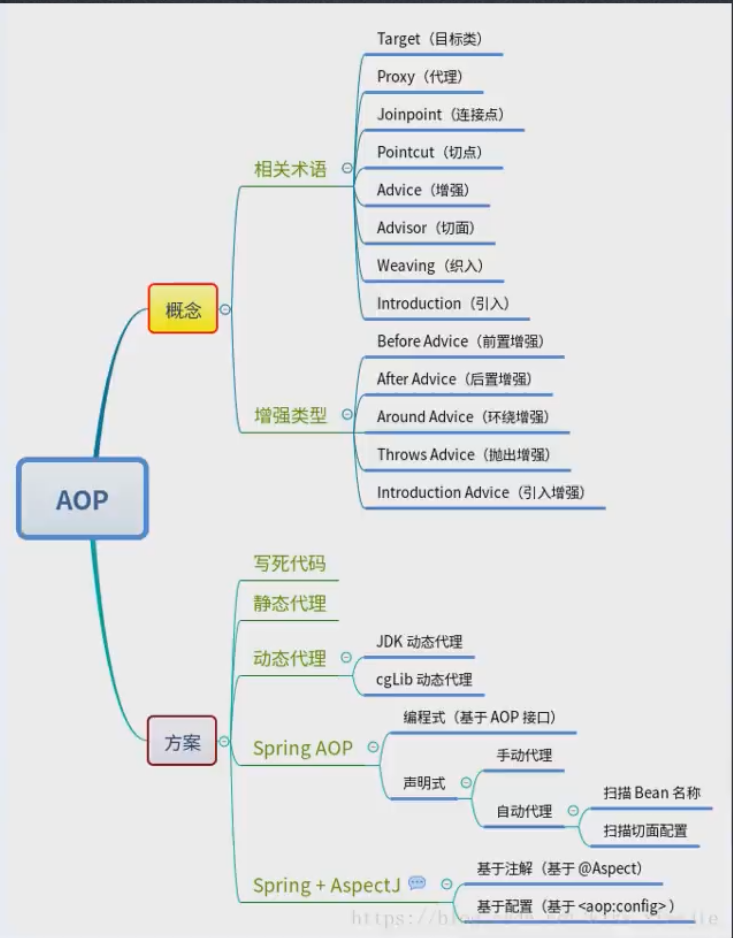 AOP
概念
相关术语
Target（目标类）
Proxy（代理）
Joinpoint（连接点）
Pointcut（切点）
Advice（增强）
Advisor（切面）
Weaving（织入）
Introduction（引入）
增强类型
Before Advice（前置增强）
After Advice（后置增强）
Around Advice（环绕增强）
Throws Advice（抛出增强）
Introduction Advice（引入增强）
方案
写死代码
静态代理
动态代理
JDK 动态代理
cgLib 动态代理
Spring AOP
编程式（基于 AOP 接口）
声明式
手动代理
自动代理
扫描 Bean 名称
扫描切面配置
Spring + AspectJ
基于注解（基于 @Aspect）
基于配置（基于 <aop:config> ）